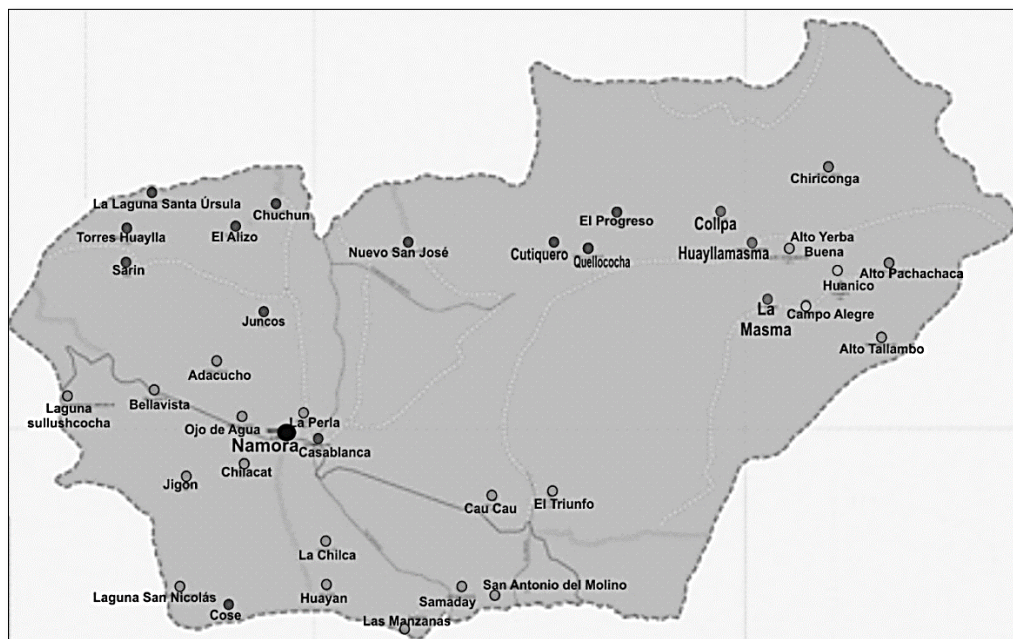 Chiriconga
La Laguna Santa Úrsula
Chuchun
El Progreso
Collpa
Torres Huaylla
El Alizo
Nuevo San José
Cutiquero
Quellococha
Huayllamasma
Alto Yerba
Buena
Sarin
Huanico
Alto Pachachaca
Juncos
La
Masma
Campo Alegre
Alto Tallambo
Adacucho
Bellavista
Laguna
sullushcocha
Ojo de Agua
La Perla
Namora
Casablanca
Chilacat
Jigon
Cau Cau
El Triunfo
La Chilca
Laguna San Nicolás
Cose
Huayan
Samaday
San Antonio del Molino
Las Manzanas